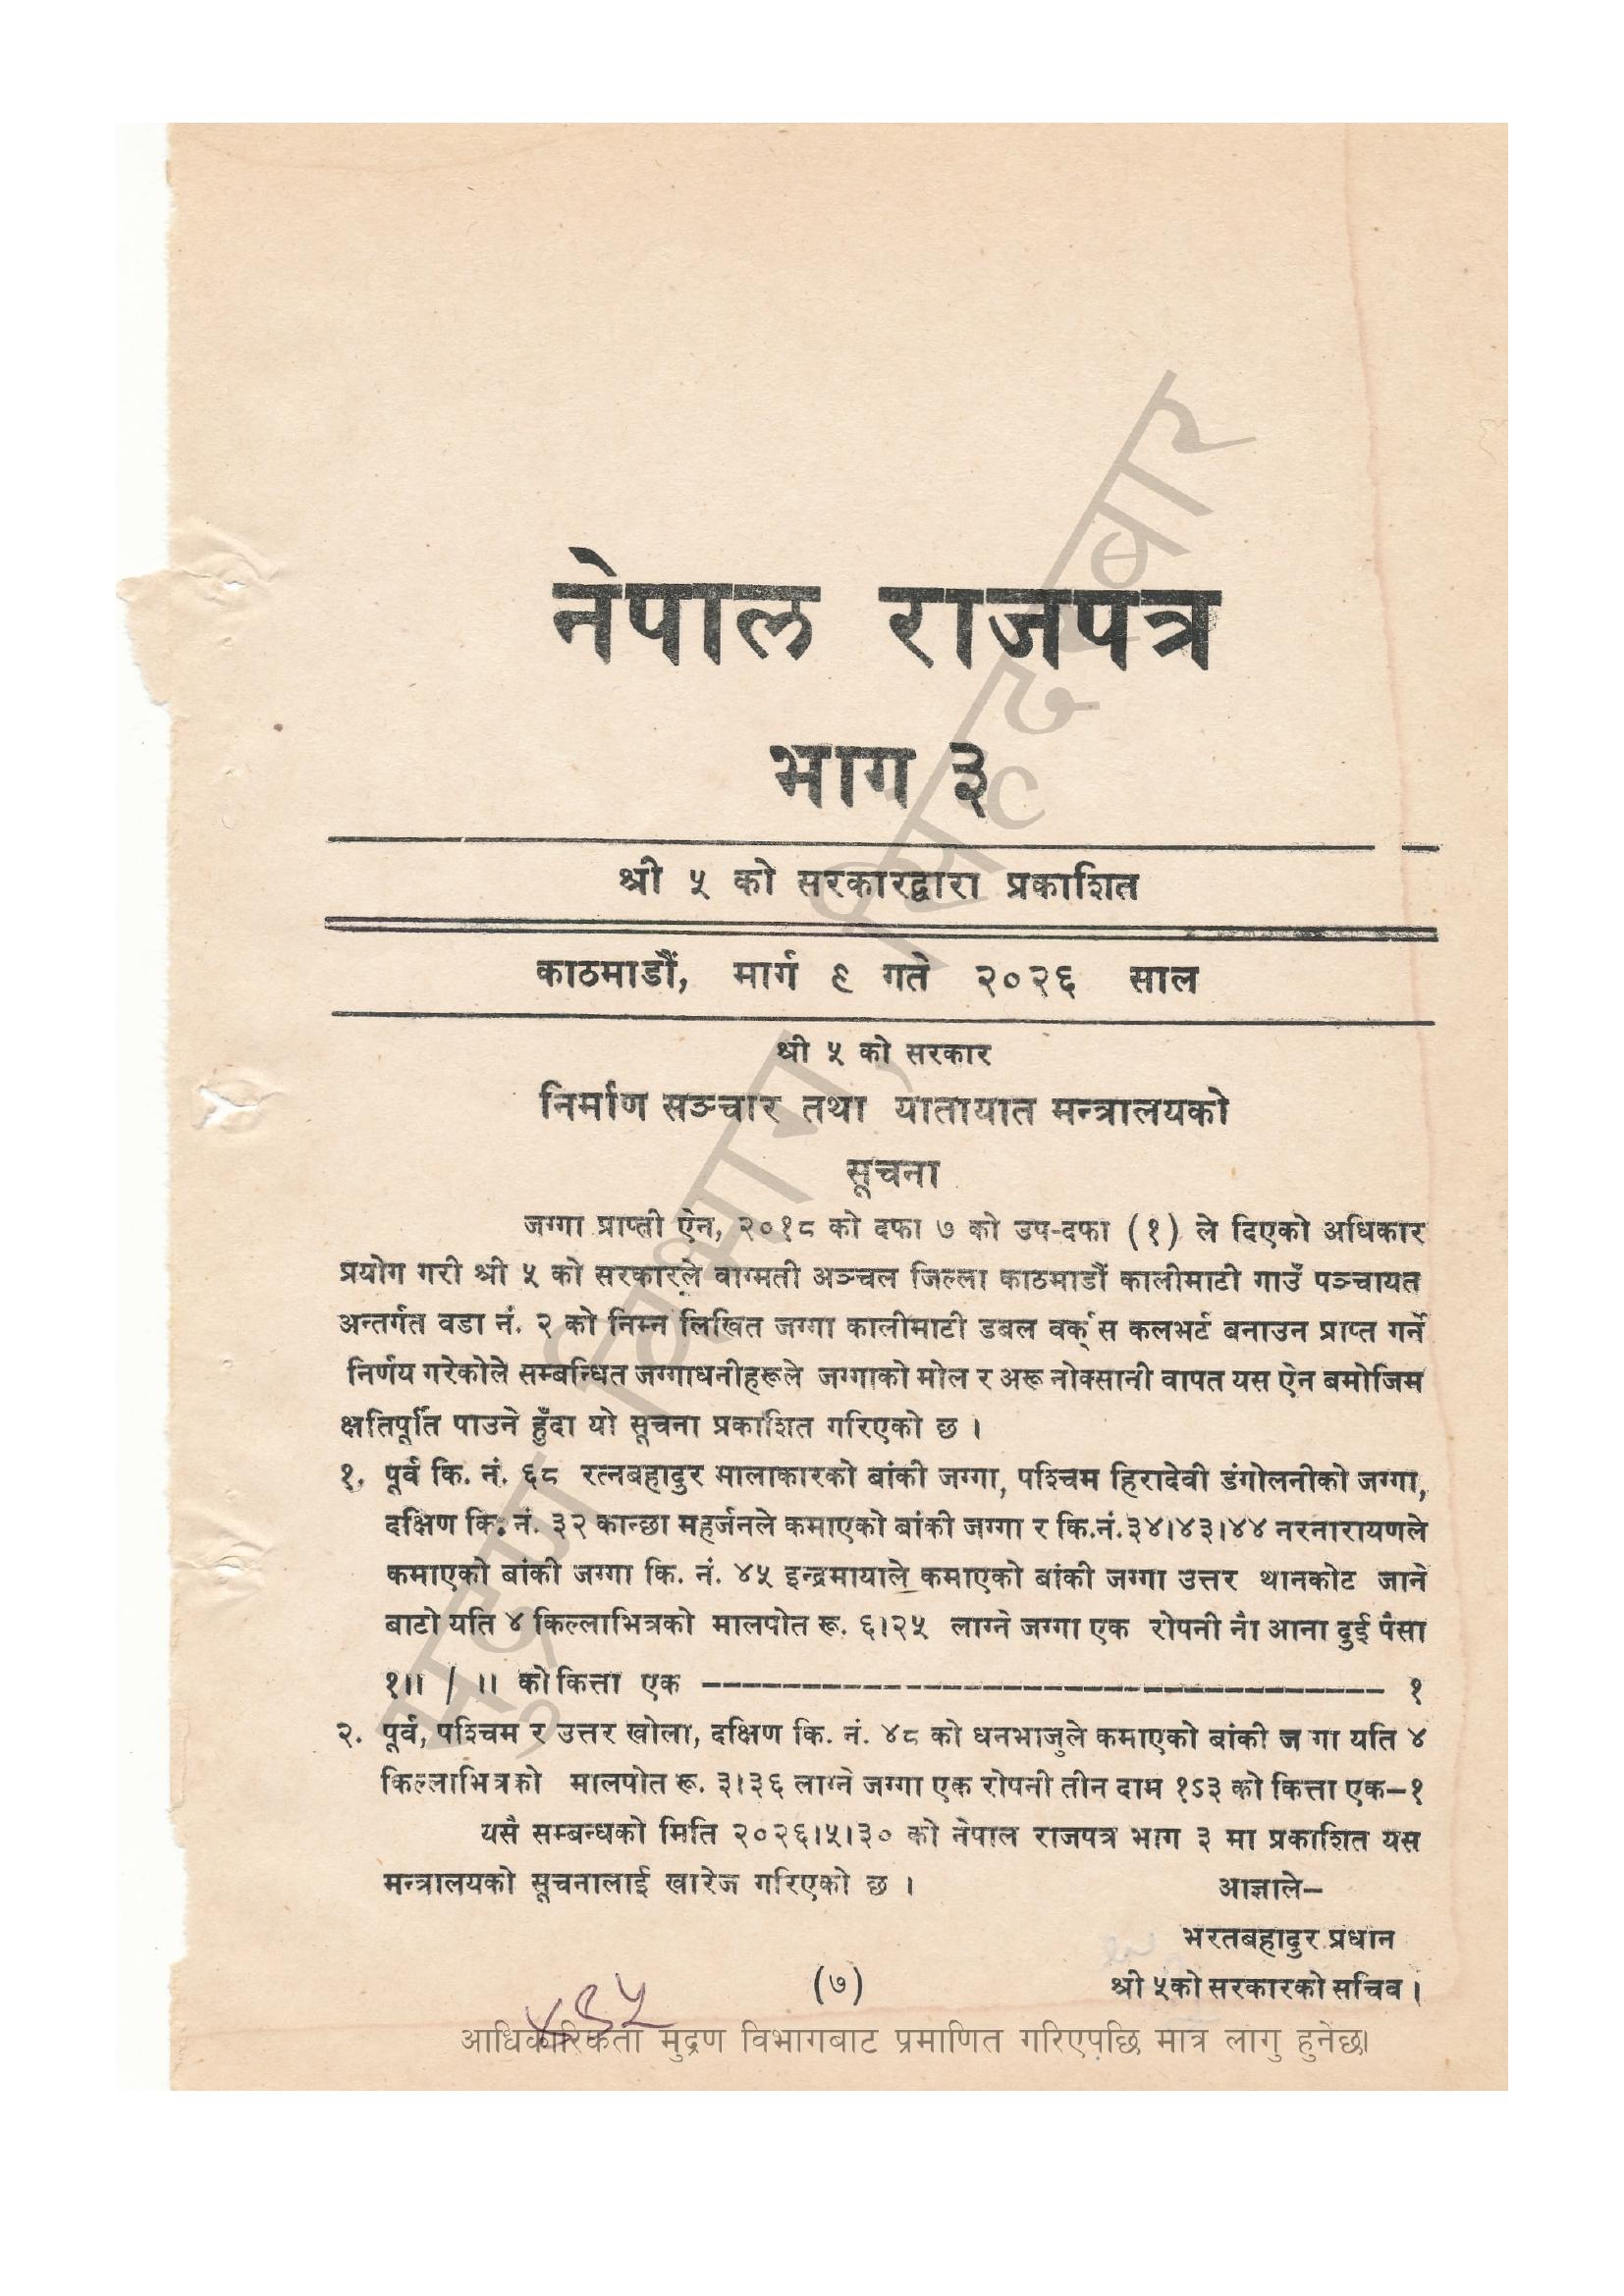 नेपाल राजपत्र
भाग ३
श्री ५ को सरकारद्वारा प्रकाशित
काठमाडौं, मार्ग ९ गते २०२६ साल
श्री ५ को सरकार
निर्माण सञ्चार तथा यातायात मन्त्रालयको
सूचना
जग्गा प्राप्ती ऐन, २०१८ को दफा ७ को उप-दफा (१) ले दिएको अधिकार
प्रयोग गरी श्री ५ को सरकारले वाग्मती अञ्चल जिल्ला काठमाडौं कालीमाटी गाउँ पञ्चायत
अन्तर्गत वडा नं. २ को निम्न लिखित जग्गा कालीमाटी डबल वर्क्स कलभर्ट बनाउन प्राप्त गर्ने
निर्णय गरेकोले सम्बन्धित जग्गाधनीहरूले जग्गाको मोल र अरू नोक्सानी वापत यस ऐन बमोजिम
क्षतिपूर्ति पाउने हुँदा यो सूचना प्रकाशित गरिएको छ ।
१. पूर्व कि. नं. ६८ रत्नबहादुर मालाकारको बांकी जग्गा, पश्चिम हिरादेवी डंगोलनीको जग्गा,
दक्षिण कि. नं. ३२ कान्छा महर्जनले कमाएको बांकी जग्गा र कि.नं.३४।४३।४४ नरनारायणले
कमाएको बांकी जग्गा कि. नं. ४५ इन्द्रमायाले कमाएको बांकी जग्गा उत्तर थानकोट जाने
बाटो यति ४ किल्लाभित्रको मालपोत रू. ६।२५ लाग्ने जग्गा एक रोपनी नौ आना दुई पैसा
१॥ / ॥ को कित्ता एक ---------------------------------- १
२. पूर्व, पश्चिम र उत्तर खोला, दक्षिण कि. नं. ४८ को धनभाजुले कमाएको बांकी ज गा यति ४
किल्लाभित्रको मालपोत रू. ३।३६ लाग्ने जग्गा एक रोपनी तीन दाम १ऽ३ को कित्ता एक–१
यसै सम्बन्धको मिति २०२६।५।३० को नेपाल राजपत्र भाग ३ मा प्रकाशित यस
मन्त्रालयको सूचनालाई खारेज गरिएको छ ।
आज्ञाले–
भरतबहादुर प्रधान
श्री ५को सरकारको सचिव ।
(७)
४९५
आधिकारिकता मुद्रण विभागबाट प्रमाणित गरिएपछि मात्र लागु हुनेछ।
मुद्रण विभाग, सिंहदरबार